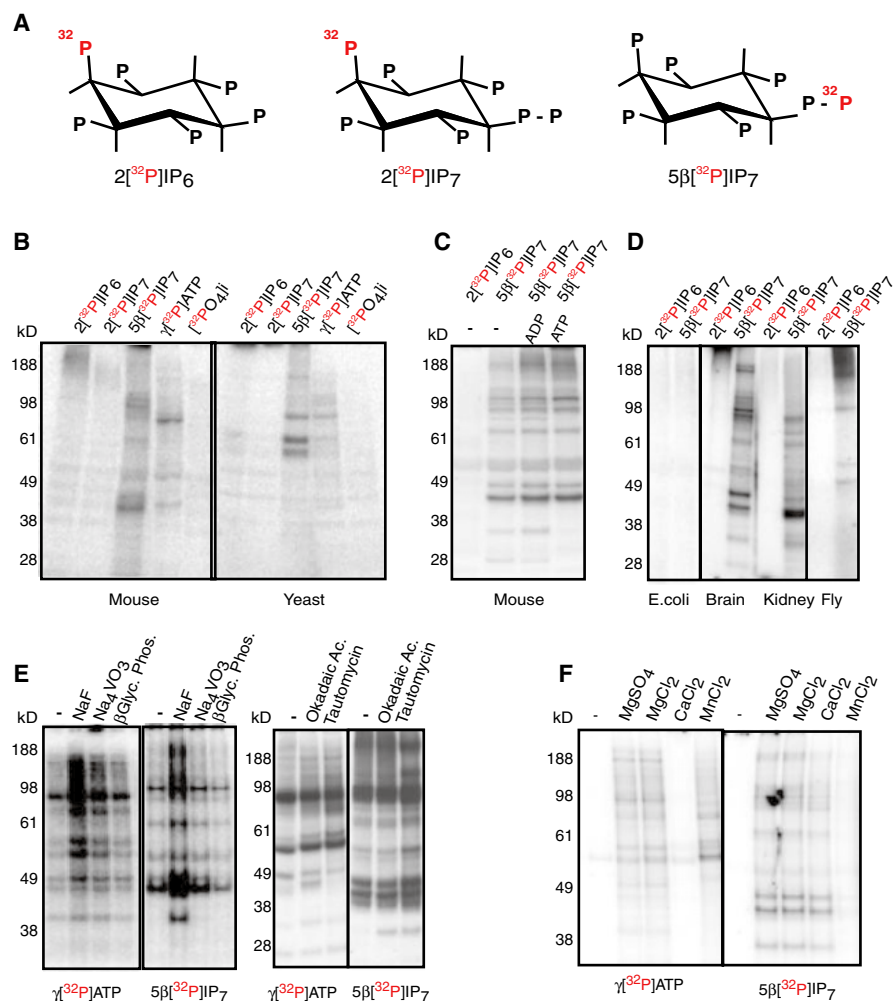 A
32 P P P P P P
2[32P]IP6
32 P P P P P P - P
2[32P]IP7
P P P P P P - 32P
5β[32P]IP7
B
kD
2[32P]IP6
2[32P]IP7
5β[32P]IP7
γ[32P]ATP
[32PO4]i
2[32P]IP6
2[32P]IP7
5β[32P]IP7
γ[32P]ATP
[32PO4]i
188
98
61
49
38
28
Mouse
Yeast
C
kD
2[32P]IP6
5β[32P]IP7
5β[32P]IP7
5β[32P]IP7
- - ADP ATP
188
98
61
49
38
28
Mouse
D
kD
2[32P]IP6
5β[32P]IP7
2[32P]IP6
5β[32P]IP7
2[32P]IP6
5β[32P]IP7
2[32P]IP6
5β[32P]IP7
188
98
61
49
38
28
E.coli Brain Kidney Fly
E
kD
-
NaF
Na4VO3
βGlyc. Phos.
-
NaF
Na4VO3
βGlyc. Phos.
188
98
61
49
38
γ[32P]ATP
5β[32P]IP7
kD
-
Okadaic Ac.
Tautomycin
-
Okadaic Ac.
Tautomycin
188
98
61
49
38
28
γ[32P]ATP
5β[32P]IP7
F
kD
-
MgSO4
MgCl2
CaCl2
MnCl2
-
MgSO4
MgCl2
CaCl2
MnCl2
188
98
61
49
38
γ[32P]ATP
5β[32P]IP7